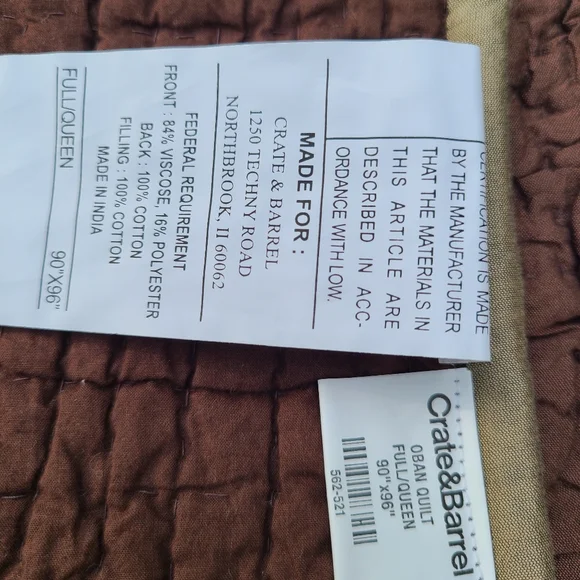 CERTIFICATION IS MADE
BY THE MANUFACTURER
THAT THE MATERIALS IN
THIS ARTICLE ARE
DESCRIBED IN ACC-
ORDANCE WITH LOW.
MADE FOR :
CRATE & BARREL
1250 TECHNY ROAD
NORTHBROOK, Il 60062
FEDERAL REQUIREMENT
FRONT : 84% VISCOSE, 16% POLYESTER
BACK : 100% COTTON
FILLING : 100% COTTON
MADE IN INDIA
FULL/QUEEN 90"X96"
Crate&Barrel
OBAN QUILT
FULL/QUEEN
90"x96"
562-521